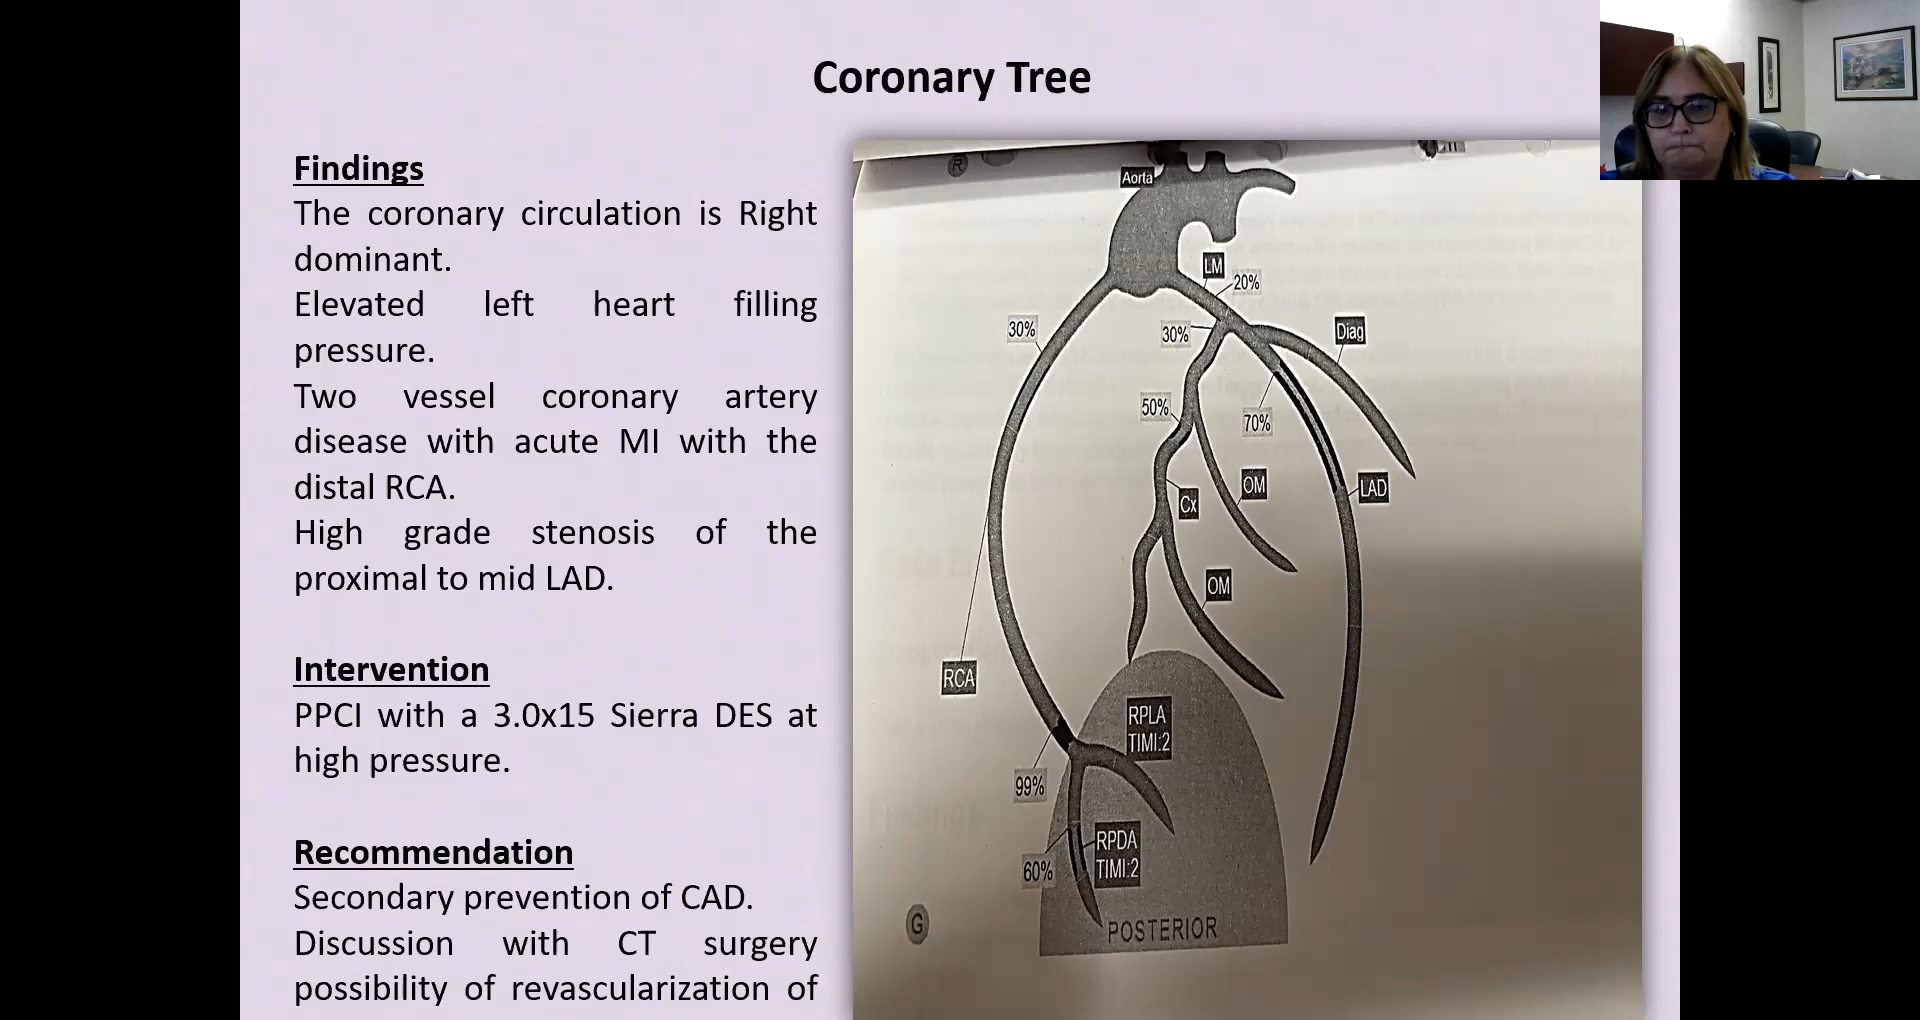 Coronary Tree
Findings
The coronary circulation is Right
dominant.
Elevated left heart filling
pressure.
Two vessel coronary artery
disease with acute MI with the
distal RCA.
High grade stenosis of the
proximal to mid LAD.
Intervention
PPCI with a 3.0x15 Sierra DES at
high pressure.
Recommendation
Secondary prevention of CAD.
Discussion with CT surgery
possibility of revascularization of
R
Aorta
LM
20%
30%
30%
Diag
50%
70%
OM
LAD
Cx
OM
RCA
RPLA
TIMI:2
99%
RPDA
TIMI:2
60%
G
POSTERIOR